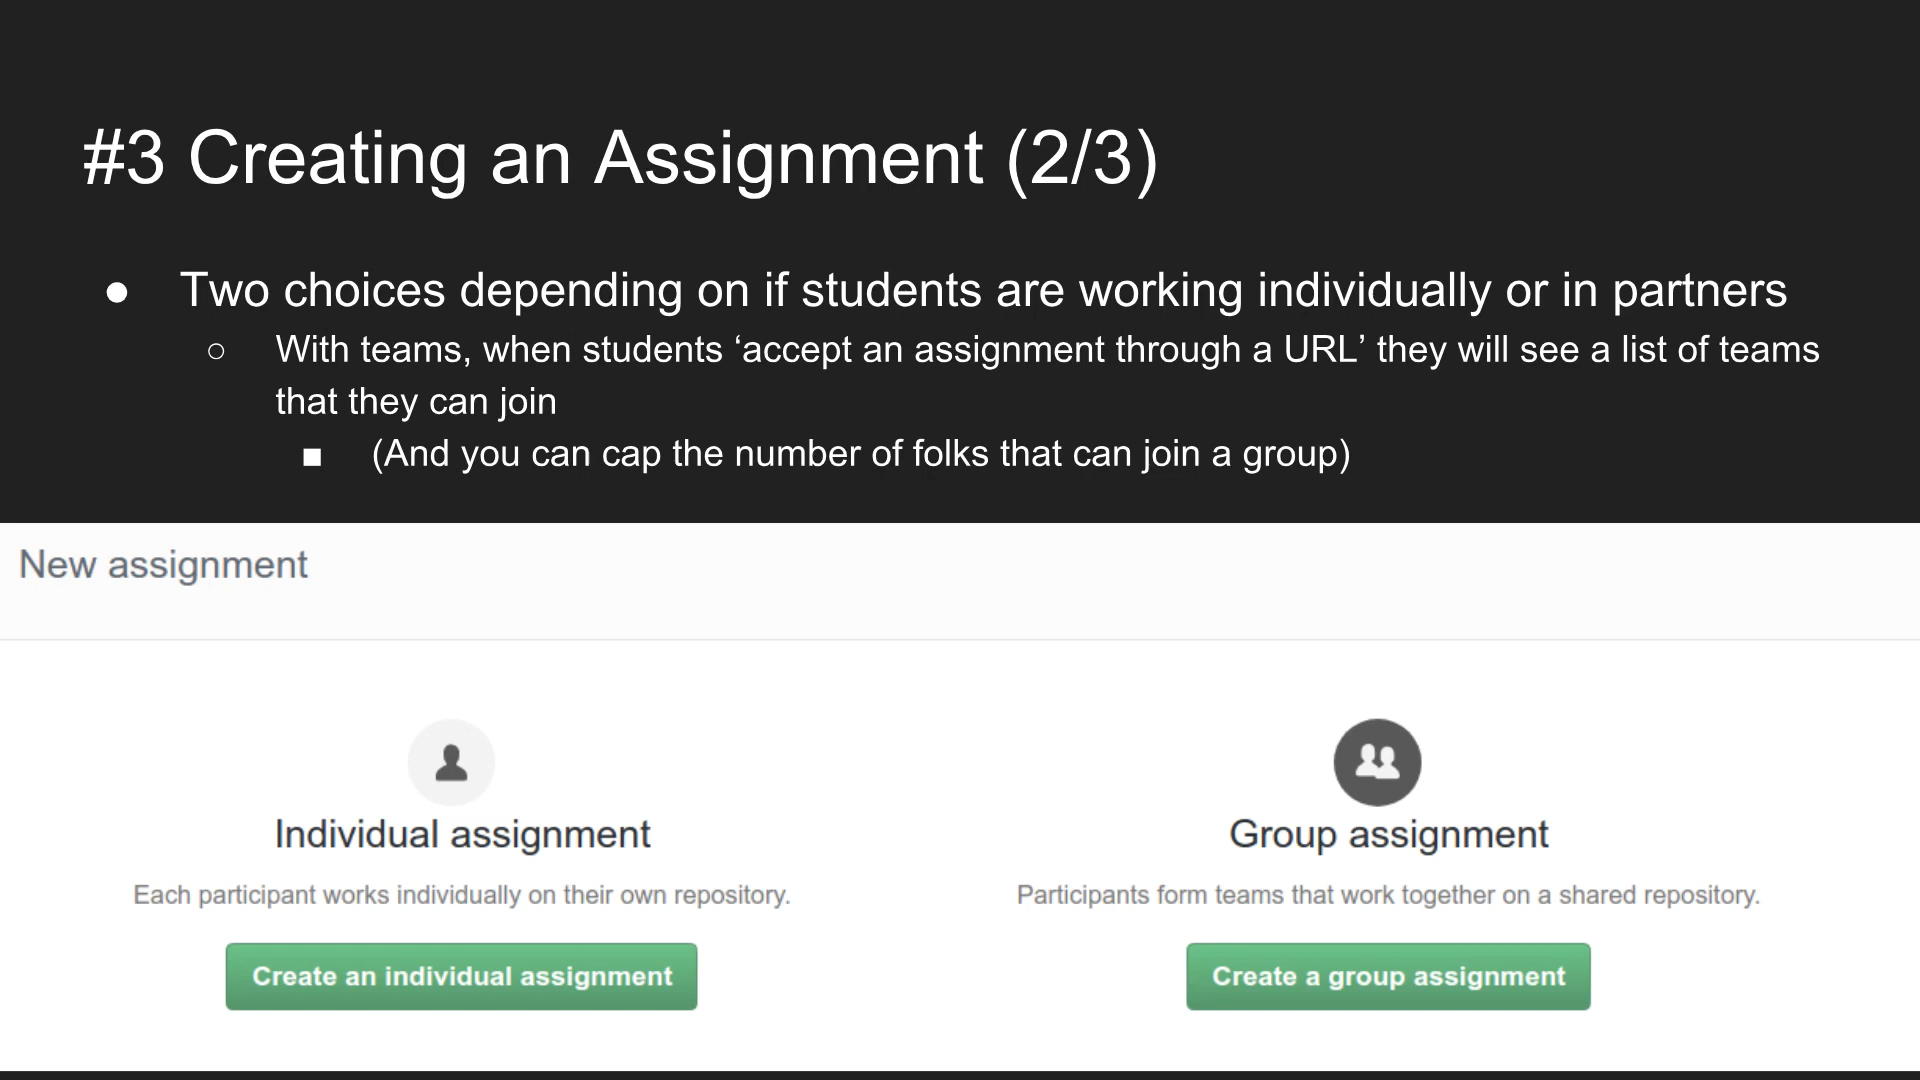 #3 Creating an Assignment (2/3)
● Two choices depending on if students are working individually or in partners
○ With teams, when students ‘accept an assignment through a URL’ they will see a list of teams
that they can join
■ (And you can cap the number of folks that can join a group)
New assignment
Individual assignment
Each participant works individually on their own repository.
Create an individual assignment
Group assignment
Participants form teams that work together on a shared repository.
Create a group assignment